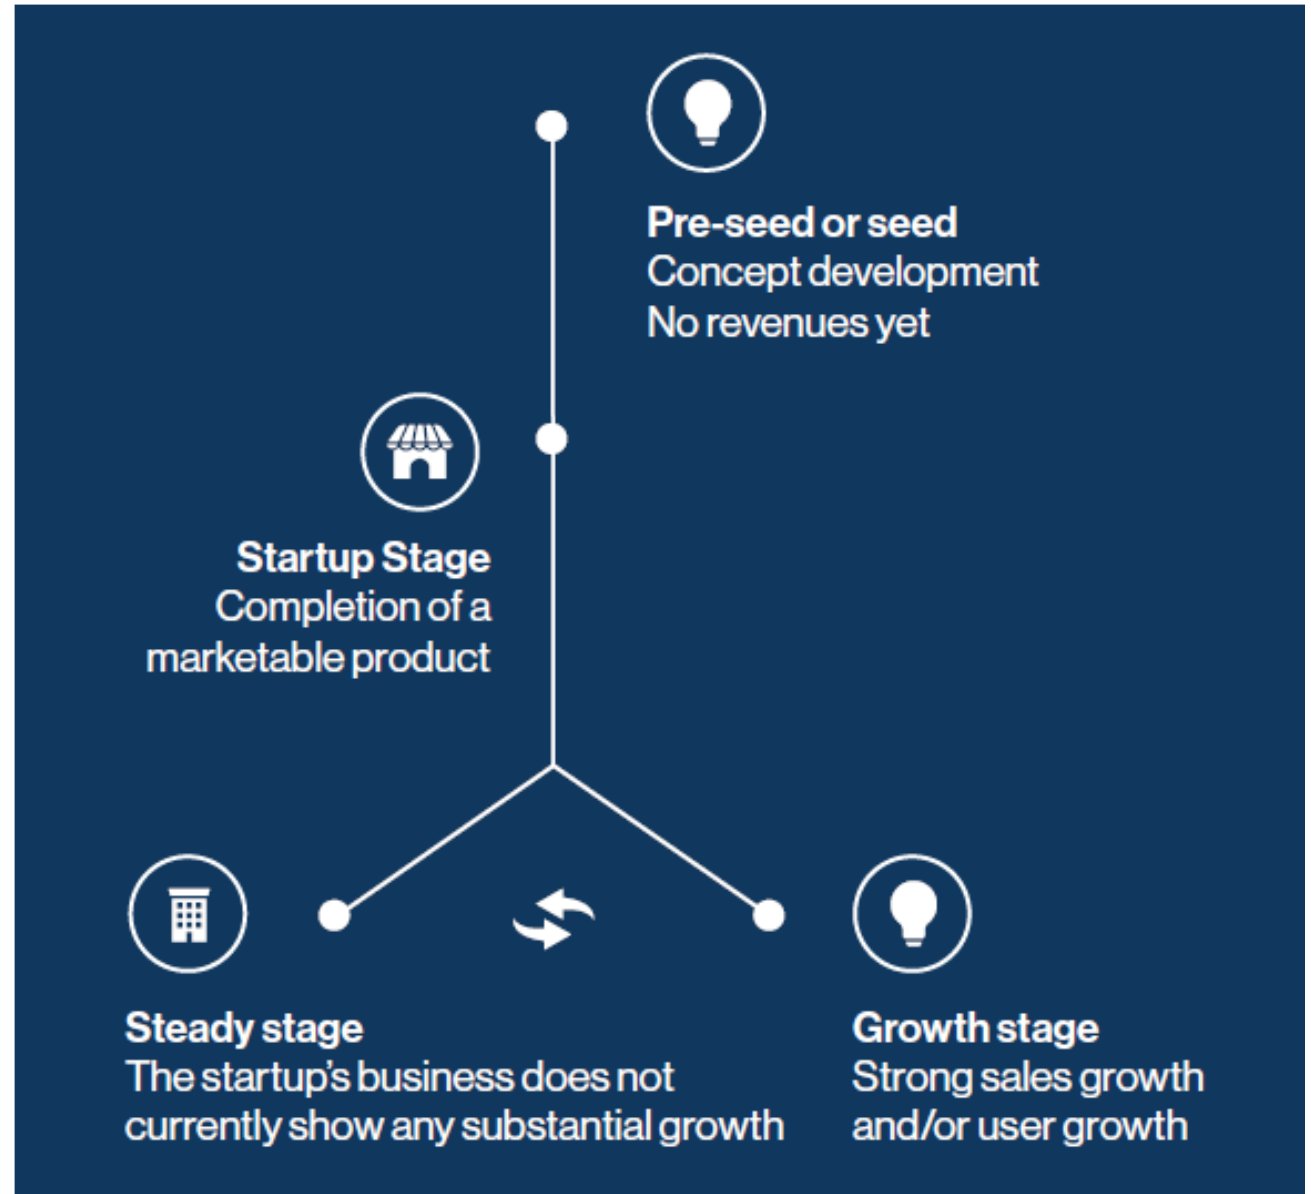 Pre-seed or seed
Concept development
No revenues yet
Startup Stage
Completion of a
marketable product
Steady stage
The startup's business does not
currently show any substantial growth
Growth stage
Strong sales growth
and/or user growth